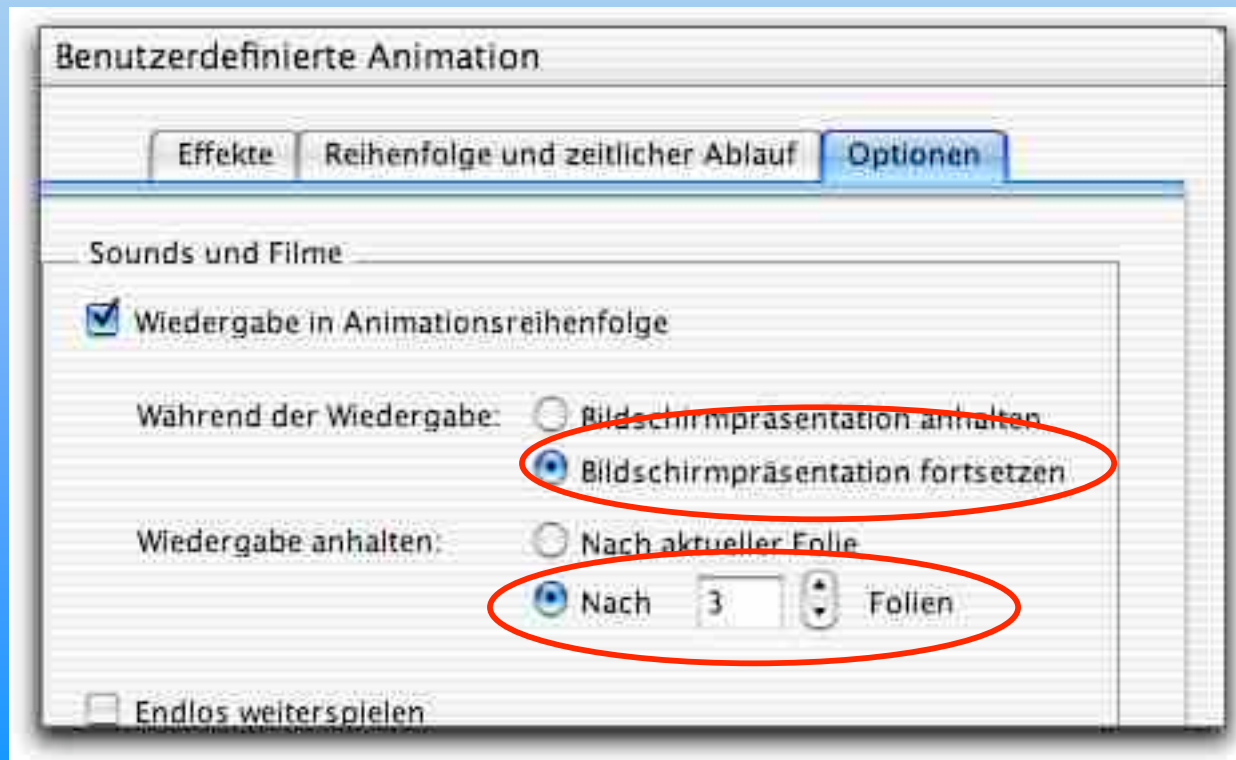 Benutzerdefinierte Animation
Effekte Reihenfolge und zeitlicher Ablauf Optionen
Sounds und Filme
Wiedergabe in Animationsreihenfolge
Während der Wiedergabe: Bildschirmpräsentation anhalten
Bildschirmpräsentation fortsetzen
Wiedergabe anhalten: Nach aktueller Folie
Nach 3 Folien
Endlos weiterspielen